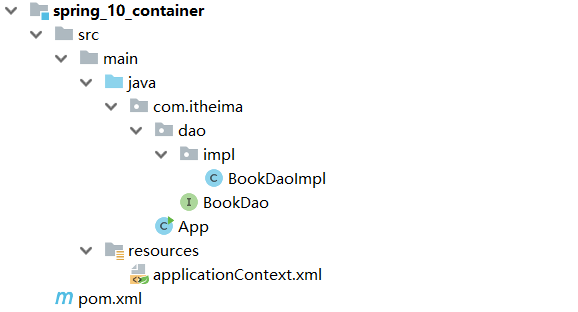 spring_10_container
src
main
java
com.itheima
dao
impl
C BookDaoImpl
I BookDao
C App
resources
applicationContext.xml
m pom.xml